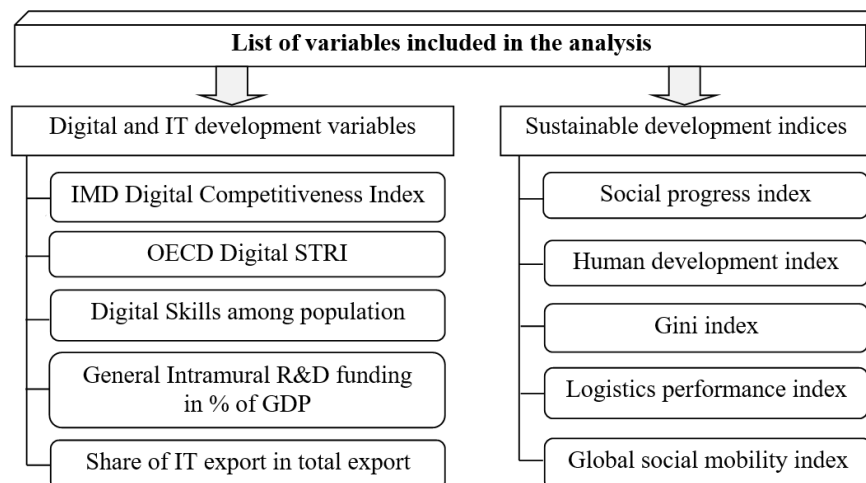 List of variables included in the analysis
Digital and IT development variables
IMD Digital Competitiveness Index
OECD Digital STRI
Digital Skills among population
General Intramural R&D funding
in % of GDP
Share of IT export in total export
Sustainable development indices
Social progress index
Human development index
Gini index
Logistics performance index
Global social mobility index